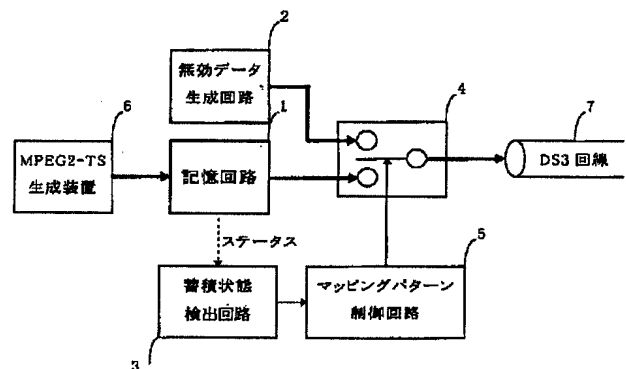 2
無効データ
生成回路
6
1
4
7
MPEG2-TS
生成装置
記憶回路
DS3 回線
ステータス
5
蓄積状態
検出回路
マッピングパターン
制御回路
3